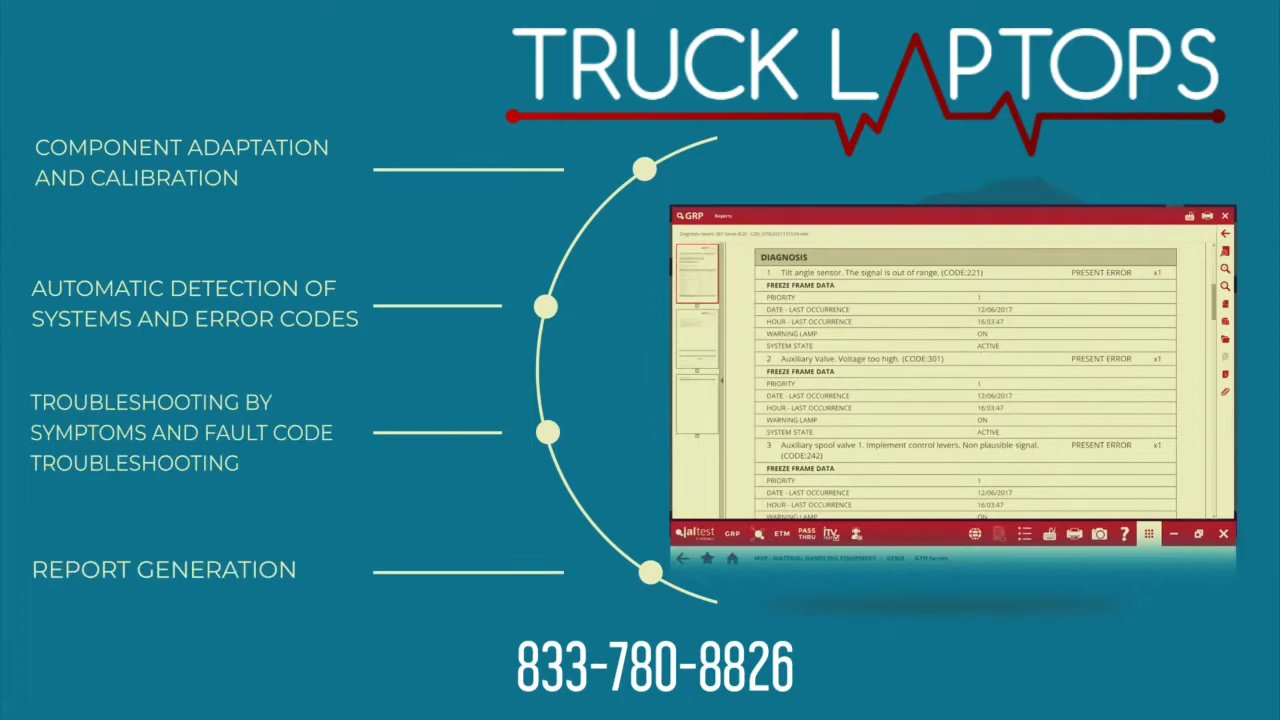 TRUCK LAPTOPS
COMPONENT ADAPTATION
AND CALIBRATION
AUTOMATIC DETECTION OF
SYSTEMS AND ERROR CODES
TROUBLESHOOTING BY
SYMPTOMS AND FAULT CODE
TROUBLESHOOTING
REPORT GENERATION
GRP Reports
DIAGNOSIS
1 Tilt angle sensor. The signal is out of range. (CODE:221) PRESENT ERROR x1
FREEZE FRAME DATA
PRIORITY 1
DATE - LAST OCCURRENCE 12/06/2017
HOUR - LAST OCCURRENCE 16:03:47
WARNING LAMP ON
SYSTEM STATE ACTIVE
2 Auxiliary Valve. Voltage too high. (CODE:301) PRESENT ERROR x1
FREEZE FRAME DATA
PRIORITY 1
DATE - LAST OCCURRENCE 12/06/2017
HOUR - LAST OCCURRENCE 16:03:47
WARNING LAMP ON
SYSTEM STATE ACTIVE
3 Auxiliary spool valve 1. Implement control levers. Non plausible signal. PRESENT ERROR x1
(CODE:242)
FREEZE FRAME DATA
PRIORITY 1
DATE - LAST OCCURRENCE 12/06/2017
HOUR - LAST OCCURRENCE 16:03:47
WARNING LAMP ON
jaltest GRP ETM PASS THRU itv ?
833-780-8826